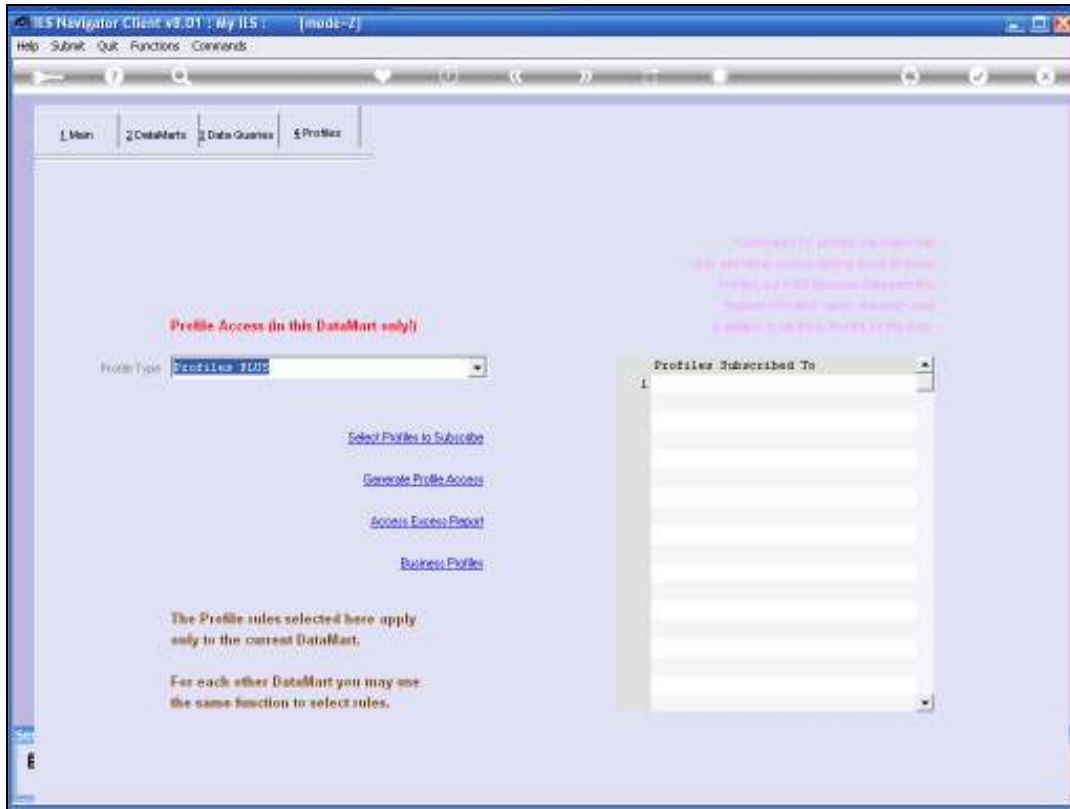 IES Navigator Client v8.01 : My IES : [mode=Z]
Help Submit Quit Functions Commands
1 Main 2 DataMarts 3 Data Queries 4 Profiles
Profile Access (in this DataMart only!)
Profile Type Profiles PLUS
Profiles Subscribed To
1
Select Profiles to Subscribe
Generate Profile Access
Access Excess Report
Business Profiles
The Profile rules selected here apply
only to the current DataMart.
For each other DataMart you may use
the same function to select rules.